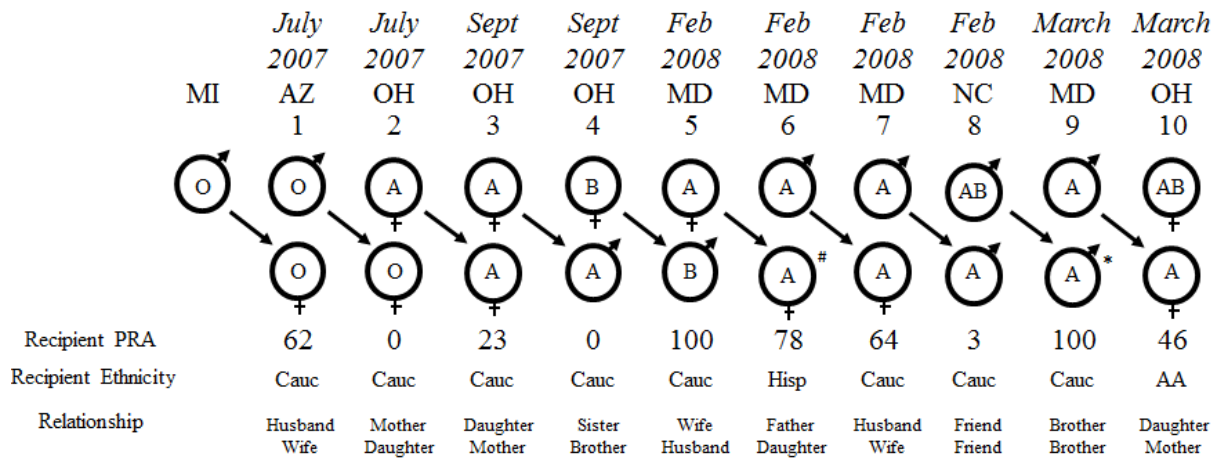 July July Sept Sept Feb Feb Feb Feb March March
2007 2007 2007 2007 2008 2008 2008 2008 2008 2008
MI AZ OH OH OH MD MD MD NC MD OH
1 2 3 4 5 6 7 8 9 10
O O A A B A A A AB A AB
O O A A B A # A A A * A
Recipient PRA 62 0 23 0 100 78 64 3 100 46
Recipient Ethnicity Cauc Cauc Cauc Cauc Cauc Hisp Cauc Cauc Cauc AA
Relationship Husband Mother Daughter Sister Wife Father Husband Friend Brother Daughter
Wife Daughter Mother Brother Husband Daughter Wife Friend Brother Mother